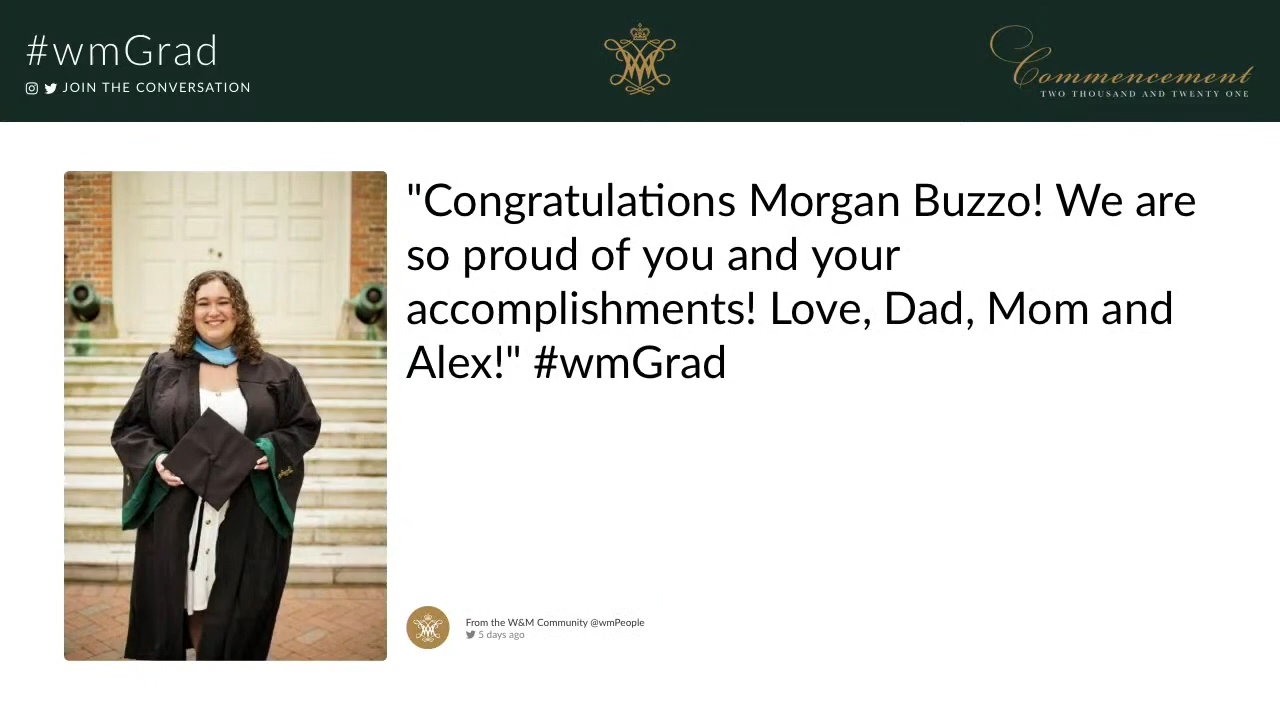 #wmGrad
JOIN THE CONVERSATION
Commencement
TWO THOUSAND AND TWENTY ONE
"Congratulations Morgan Buzzo! We are
so proud of you and your
accomplishments! Love, Dad, Mom and
Alex!" #wmGrad
From the W&M Community @wmPeople
5 days ago